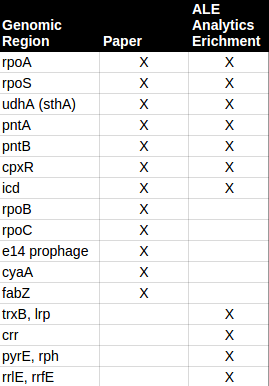 Genomic Region Paper ALE Analytics Erichment
rpoA X X
rpoS X X
udhA (sthA) X X
pntA X X
pntB X X
cpxR X X
icd X X
rpoB X
rpoC X
e14 prophage X
cyaA X
fabZ X
trxB, lrp X
crr X
pyrE, rph X
rrlE, rrfE X